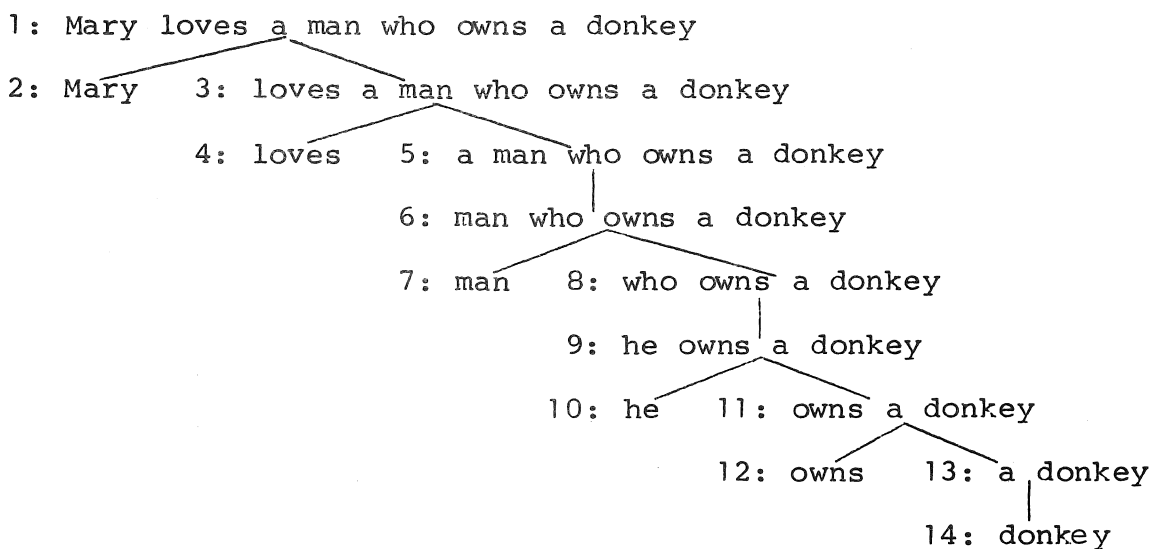 1: Mary loves a man who owns a donkey
2: Mary 3: loves a man who owns a donkey
4: loves 5: a man who owns a donkey
6: man who owns a donkey
7: man 8: who owns a donkey
9: he owns a donkey
10: he 11: owns a donkey
12: owns 13: a donkey
14: donkey